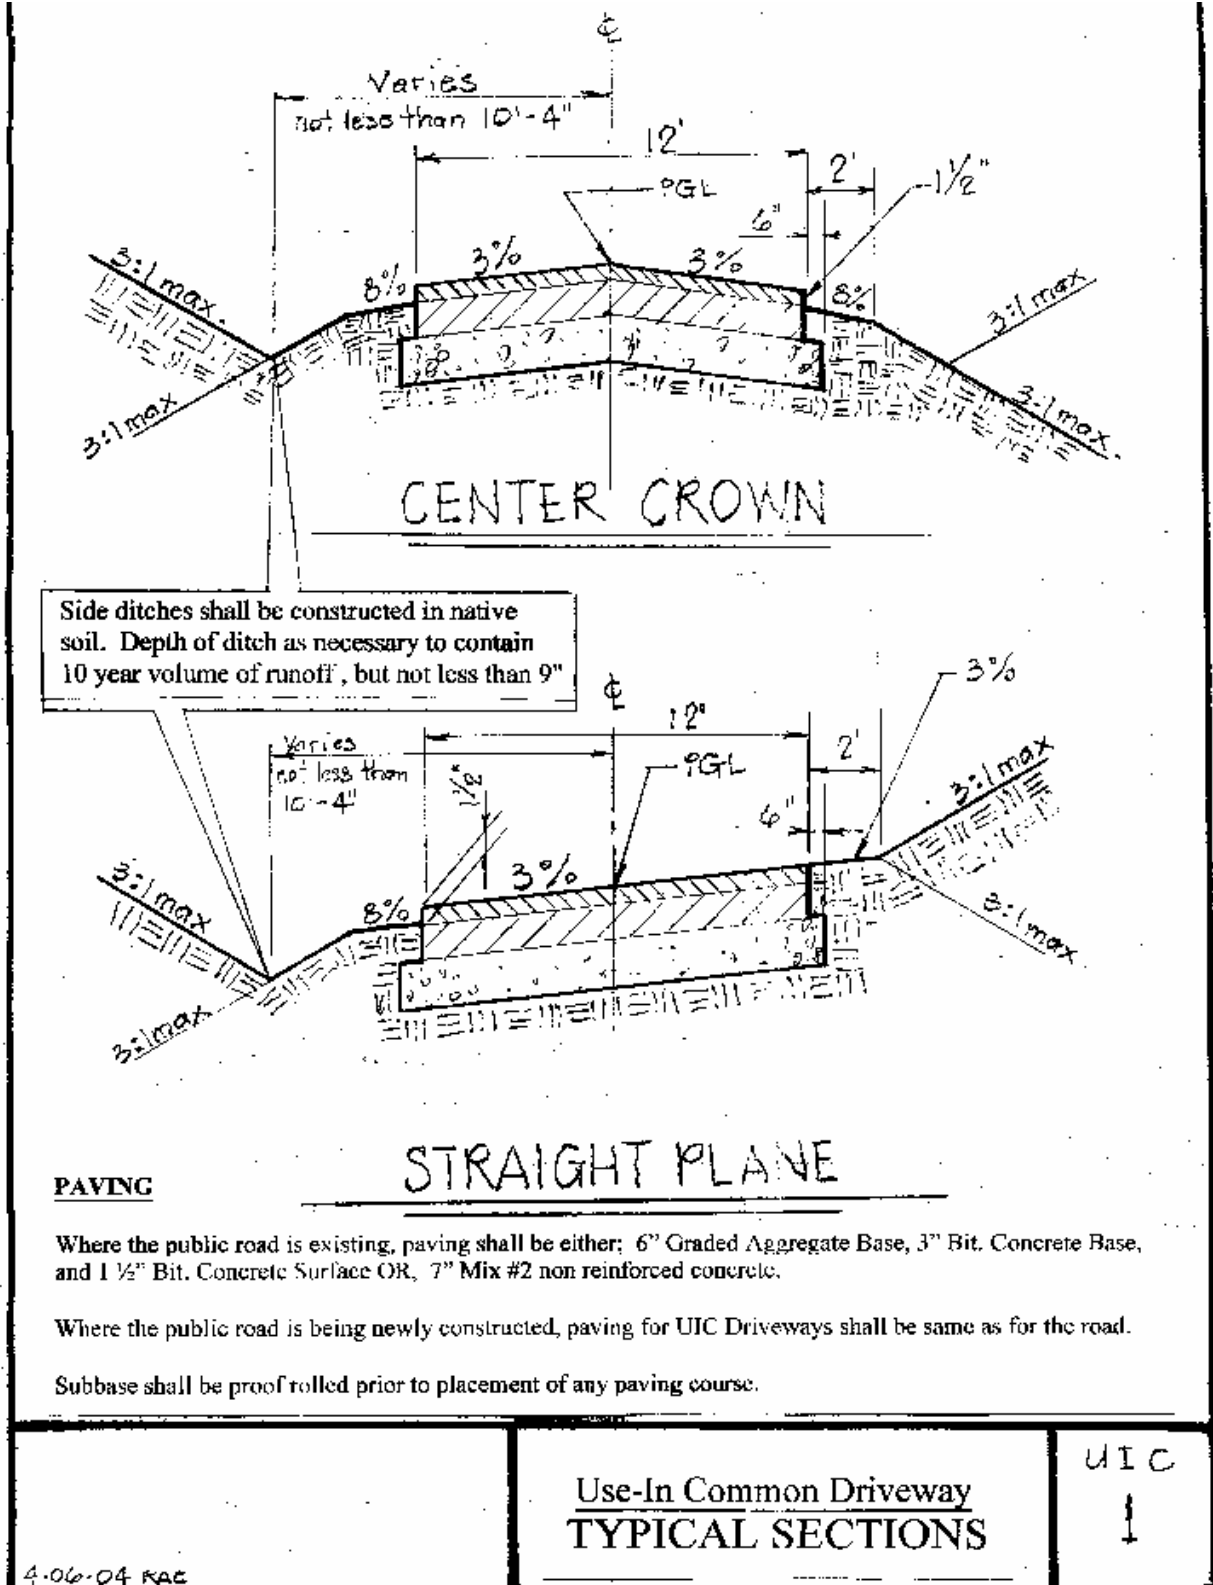 ℄
Varies
not less than 10'-4"
12'
2'
1½"
PGL
6"
3:1 max.
8%
3%
3%
8%
3:1 max.
3:1 max
3:1 max.
CENTER CROWN
Side ditches shall be constructed in native
soil. Depth of ditch as necessary to contain
10 year volume of runoff, but not less than 9"
3%
℄
12'
Varies
not less than
10'-4"
1½"
PGL
2'
6"
3:1 max
3:1 max
8%
3%
3:1 max
3:1 max
STRAIGHT PLANE
PAVING
Where the public road is existing, paving shall be either; 6" Graded Aggregate Base, 3" Bit. Concrete Base,
and 1 ½" Bit. Concrete Surface OR, 7" Mix #2 non reinforced concrete.
Where the public road is being newly constructed, paving for UIC Driveways shall be same as for the road.
Subbase shall be proof rolled prior to placement of any paving course.
UIC
1
Use-In Common Driveway
TYPICAL SECTIONS
4-06-04 RAE